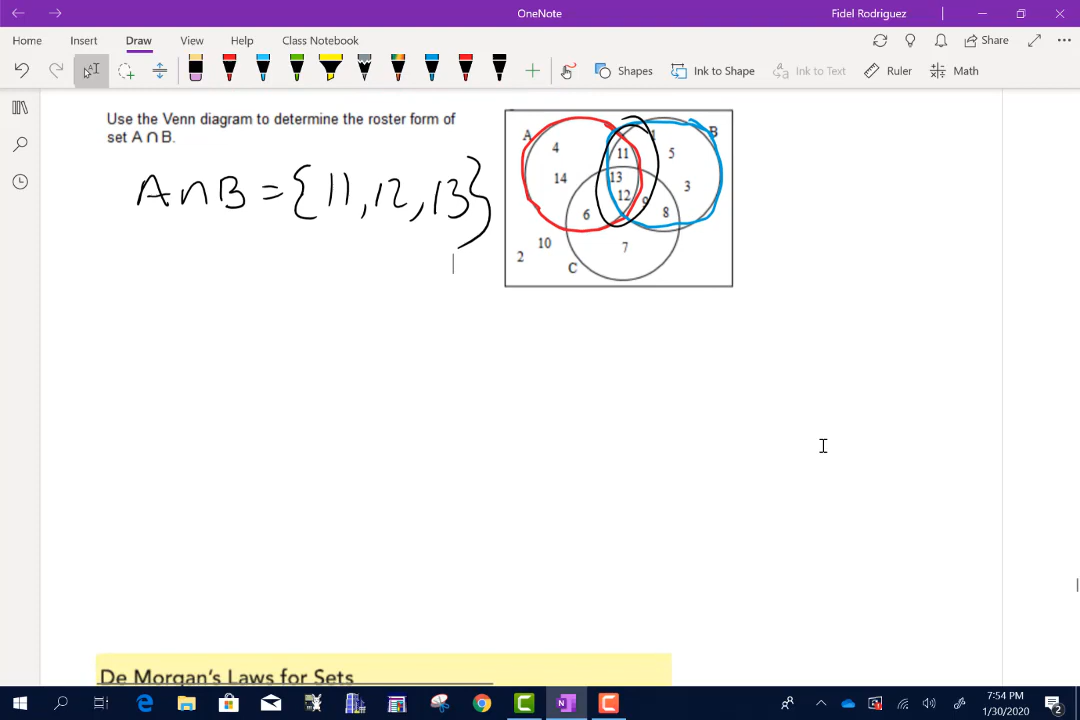 OneNote
Fidel Rodriguez
Home Insert Draw View Help Class Notebook
Share
Shapes
Ink to Shape
Ink to Text
Ruler
Math
Use the Venn diagram to determine the roster form of
set A ∩ B.
A∩B = {11, 12, 13}
A
1
B
4
11
5
14
13
3
12
9
6
8
10
7
2
C
De Morgan's Laws for Sets
7:54 PM
1/30/2020
2